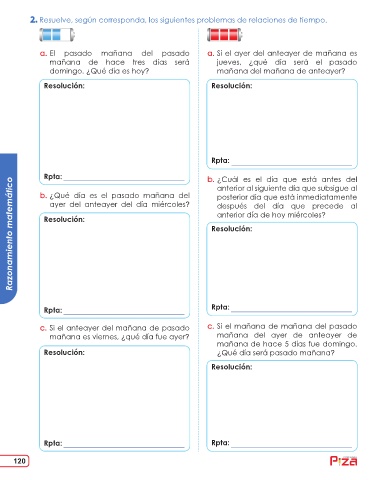 2. Resuelve, según corresponda, los siguientes problemas de relaciones de tiempo.
a. El pasado mañana del pasado
mañana de hace tres días será
domingo. ¿Qué día es hoy?
Resolución:
Rpta:
b. ¿Qué día es el pasado mañana del
ayer del anteayer del día miércoles?
Resolución:
Rpta:
c. Si el anteayer del mañana de pasado
mañana es viernes, ¿qué día fue ayer?
Resolución:
Rpta:
a. Si el ayer del anteayer de mañana es
jueves, ¿qué día será el pasado
mañana del mañana de anteayer?
Resolución:
Rpta:
b. ¿Cuál es el día que está antes del
anterior al siguiente día que subsigue al
posterior día que está inmediatamente
después del día que precede al
anterior día de hoy miércoles?
Resolución:
Rpta:
c. Si el mañana de mañana del pasado
mañana del ayer de anteayer de
mañana de hace 5 días fue domingo.
¿Qué día será pasado mañana?
Resolución:
Rpta:
Razonamiento matemático
120
PIZA